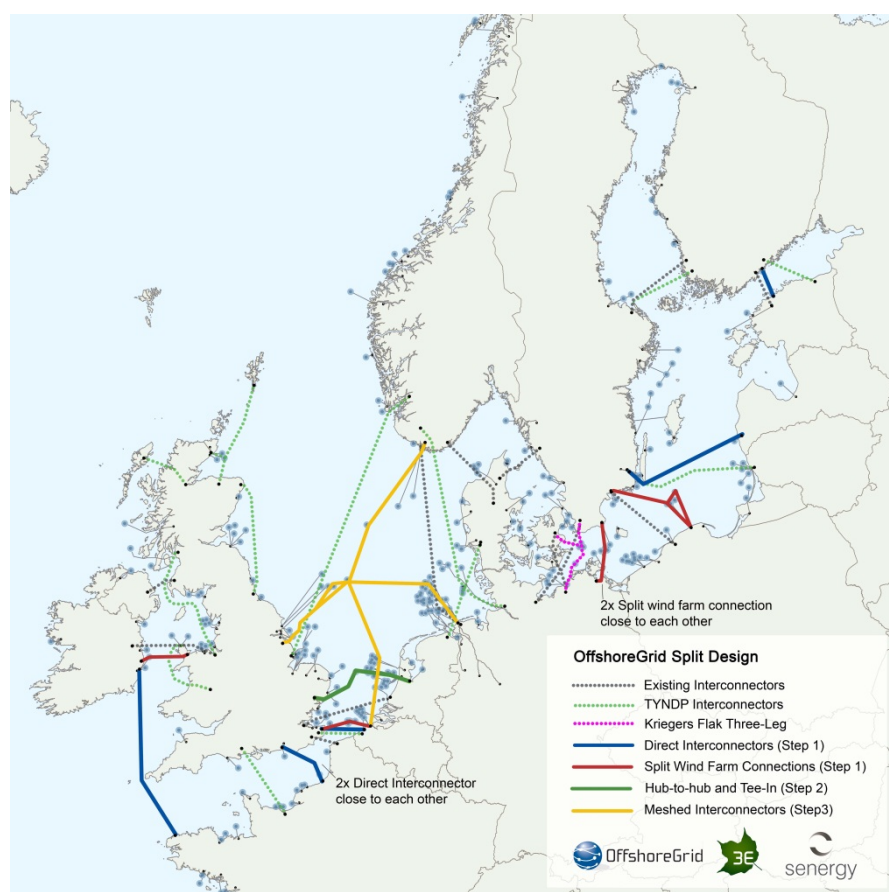 2x Split wind farm connection
close to each other
OffshoreGrid Split Design
Existing Interconnectors
TYNDP Interconnectors
Kriegers Flak Three-Leg
Direct Interconnectors (Step 1)
Split Wind Farm Connections (Step 1)
Hub-to-hub and Tee-In (Step 2)
Meshed Interconnectors (Step3)
2x Direct Interconnector
close to each other
OffshoreGrid
3E
senergy